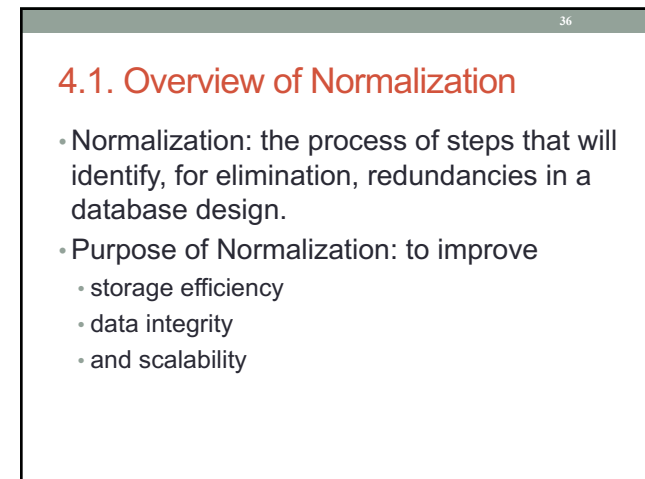 36
4.1. Overview of Normalization
• Normalization: the process of steps that will
identify, for elimination, redundancies in a
database design.
• Purpose of Normalization: to improve
• storage efficiency
• data integrity
• and scalability